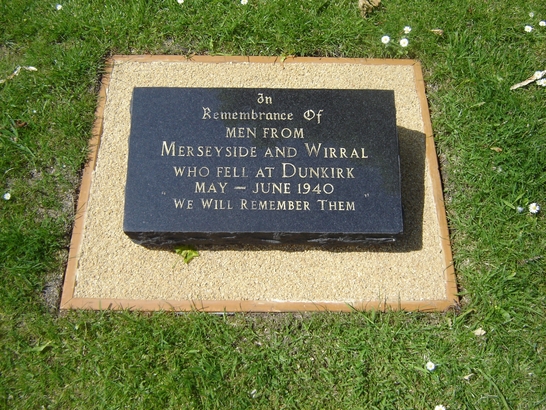 In
Remembrance Of
MEN FROM
MERSEYSIDE AND WIRRAL
WHO FELL AT DUNKIRK
MAY – JUNE 1940
"WE WILL REMEMBER THEM"